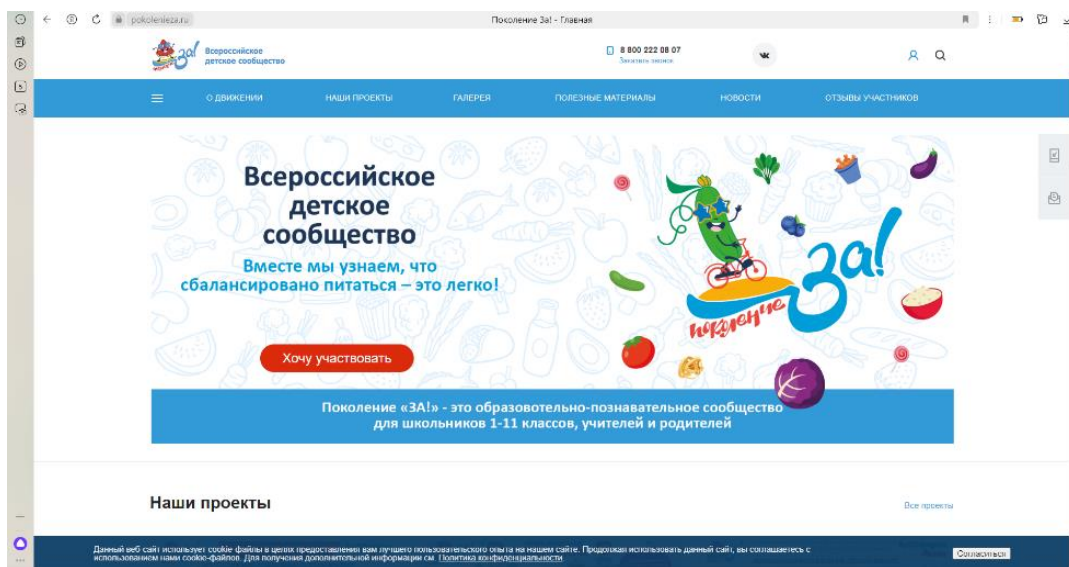 pokolenieza.ru
Поколение За! - Главная
за!
Всероссийское
детское сообщество
8 800 222 08 07
Заказать звонок
О ДВИЖЕНИИ
НАШИ ПРОЕКТЫ
ГАЛЕРЕЯ
ПОЛЕЗНЫЕ МАТЕРИАЛЫ
НОВОСТИ
ОТЗЫВЫ УЧАСТНИКОВ
Всероссийское
детское
сообщество
Вместе мы узнаем, что
сбалансировано питаться – это легко!
Хочу участвовать
поколение за!
Поколение «ЗА!» - это образовотельно-познавательное сообщество
для школьников 1-11 классов, учителей и родителей
Наши проекты
Все проекты
Данный веб сайт использует cookie файлы в целях предоставления вам лучшего пользовательского опыта на нашем сайте. Продолжая использовать данный сайт, вы соглашаетесь с
использованием нами cookie-файлов. Для получения дополнительной информации см. Политика конфиденциальности.
Согласиться